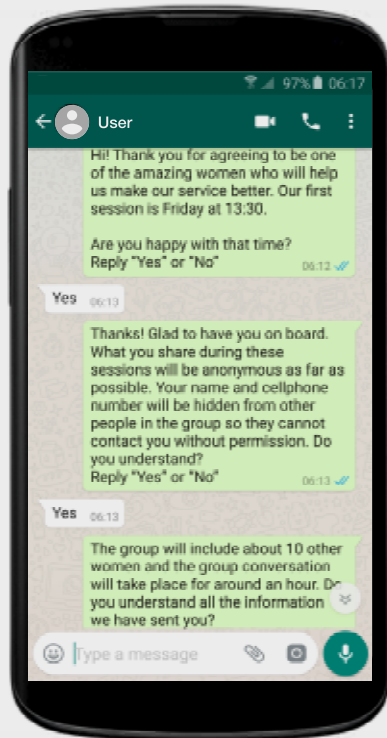 97% 06:17
User
Hi! Thank you for agreeing to be one
of the amazing women who will help
us make our service better. Our first
session is Friday at 13:30.
Are you happy with that time?
Reply "Yes" or "No"
06:12
Yes 06:13
Thanks! Glad to have you on board.
What you share during these
sessions will be anonymous as far as
possible. Your name and cellphone
number will be hidden from other
people in the group so they cannot
contact you without permission. Do
you understand?
Reply "Yes" or "No"
06:13
Yes 06:13
The group will include about 10 other
women and the group conversation
will take place for around an hour. Do
you understand all the information
we have sent you?
Type a message